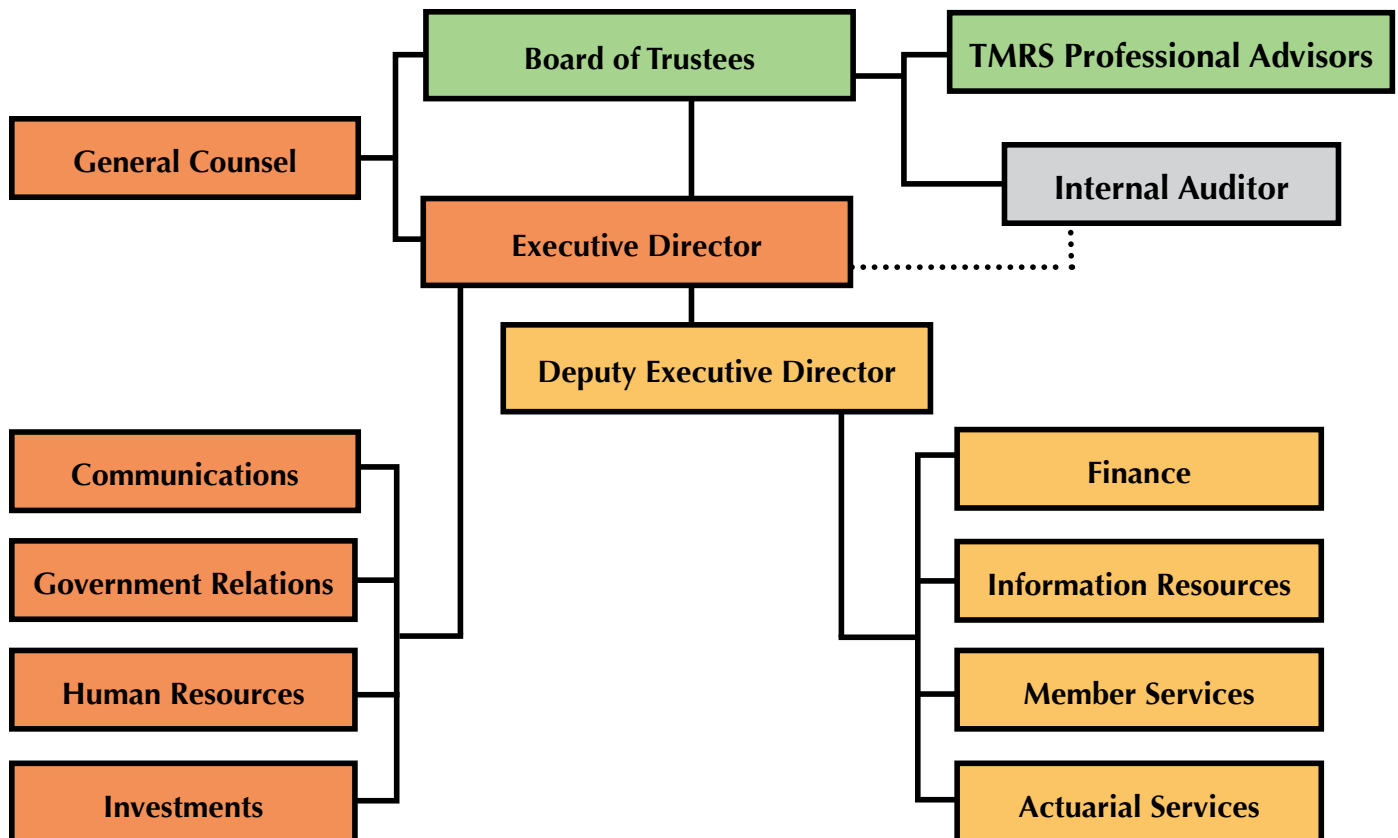 Board of Trustees
TMRS Professional Advisors
General Counsel
Internal Auditor
Executive Director
Deputy Executive Director
Communications
Government Relations
Human Resources
Investments
Finance
Information Resources
Member Services
Actuarial Services